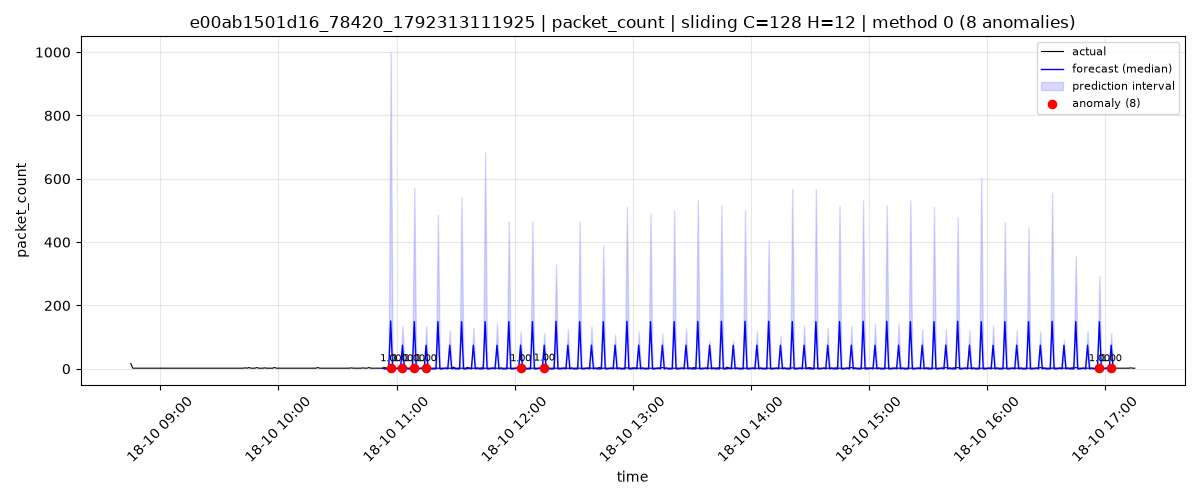 e00ab1501d16_78420_1792313111925 | packet_count | sliding C=128 H=12 | method 0 (8 anomalies)
actual
forecast (median)
prediction interval
anomaly (8)
packet_count
1000
800
600
400
200
0
1.00 1.00
18-10 09:00
18-10 10:00
18-10 11:00
18-10 12:00
18-10 13:00
18-10 14:00
18-10 15:00
18-10 16:00
18-10 17:00
time